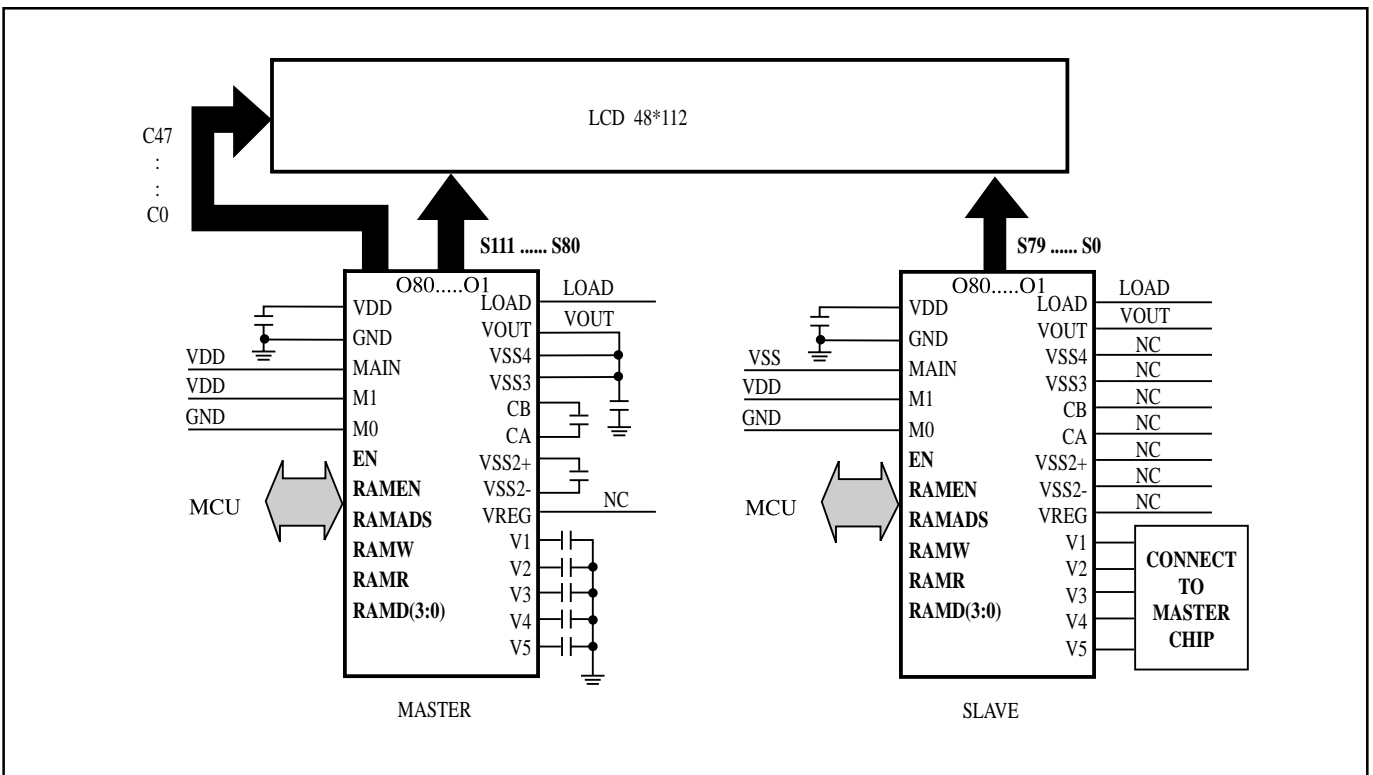 LCD 48*112
C47
:
:
C0
S111 ...... S80
S79 ...... S0
O80.....O1
VDD
GND
MAIN
M1
M0
EN
RAMEN
RAMADS
RAMW
RAMR
RAMD(3:0)
VDD
VDD
GND
MCU
LOAD
VOUT
VSS4
VSS3
CB
CA
VSS2+
VSS2-
VREG
V1
V2
V3
V4
V5
LOAD
VOUT
NC
MASTER
O80.....O1
VDD
GND
MAIN
M1
M0
EN
RAMEN
RAMADS
RAMW
RAMR
RAMD(3:0)
VSS
VDD
GND
MCU
LOAD
VOUT
VSS4
VSS3
CB
CA
VSS2+
VSS2-
VREG
V1
V2
V3
V4
V5
LOAD
VOUT
NC
NC
NC
NC
NC
NC
NC
CONNECT
TO
MASTER
CHIP
SLAVE